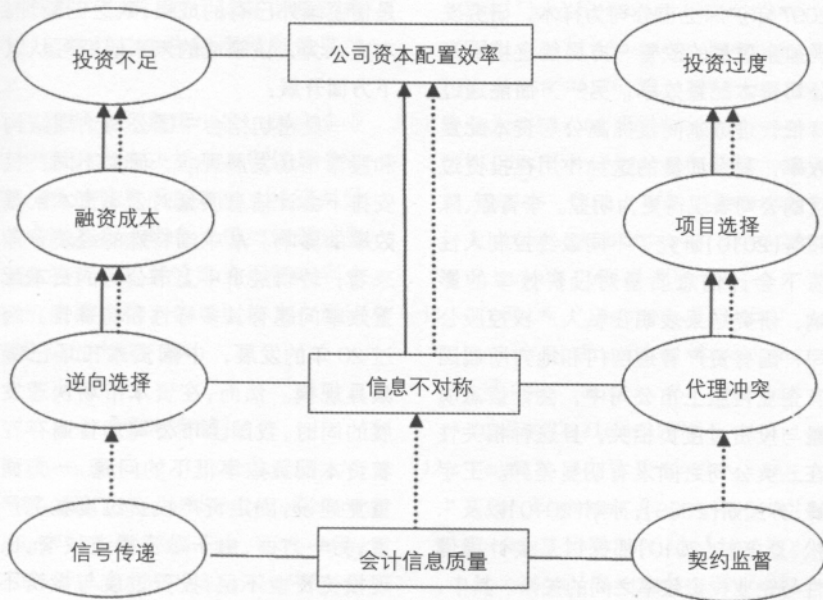 投资不足
公司资本配置效率
投资过度
融资成本
项目选择
逆向选择
信息不对称
代理冲突
信号传递
会计信息质量
契约监督